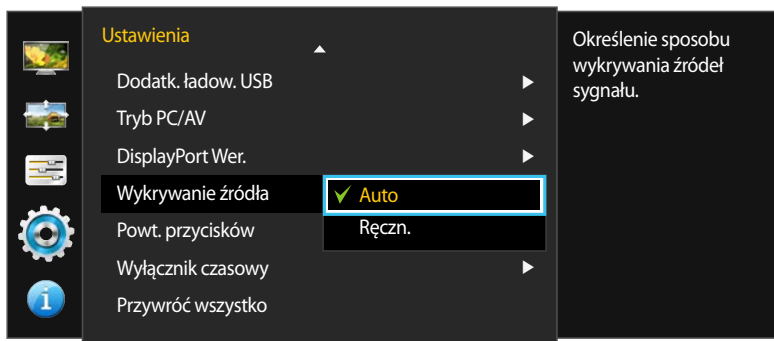 Ustawienia
Dodatk. ładow. USB
Tryb PC/AV
DisplayPort Wer.
Wykrywanie źródła
Auto
Ręczn.
Powt. przycisków
Wyłącznik czasowy
Przywróć wszystko
Określenie sposobu
wykrywania źródeł
sygnału.